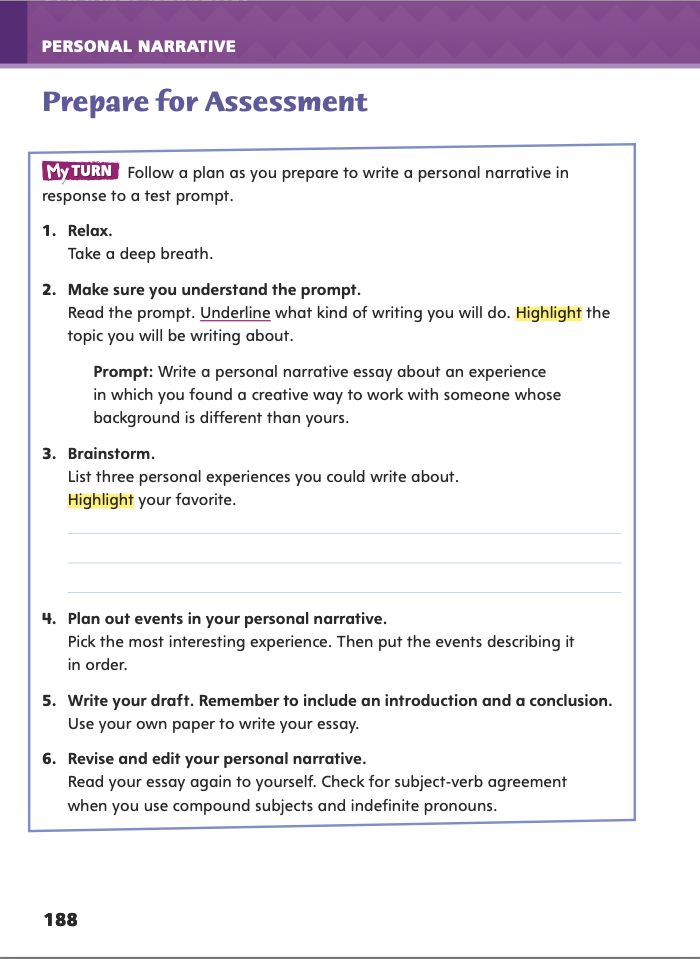 PERSONAL NARRATIVE
Prepare for Assessment
My TURN Follow a plan as you prepare to write a personal narrative in
response to a test prompt.
1. Relax.
Take a deep breath.
2. Make sure you understand the prompt.
Read the prompt. Underline what kind of writing you will do. Highlight the
topic you will be writing about.
Prompt: Write a personal narrative essay about an experience
in which you found a creative way to work with someone whose
background is different than yours.
3. Brainstorm.
List three personal experiences you could write about.
Highlight your favorite.
4. Plan out events in your personal narrative.
Pick the most interesting experience. Then put the events describing it
in order.
5. Write your draft. Remember to include an introduction and a conclusion.
Use your own paper to write your essay.
6. Revise and edit your personal narrative.
Read your essay again to yourself. Check for subject-verb agreement
when you use compound subjects and indefinite pronouns.
188